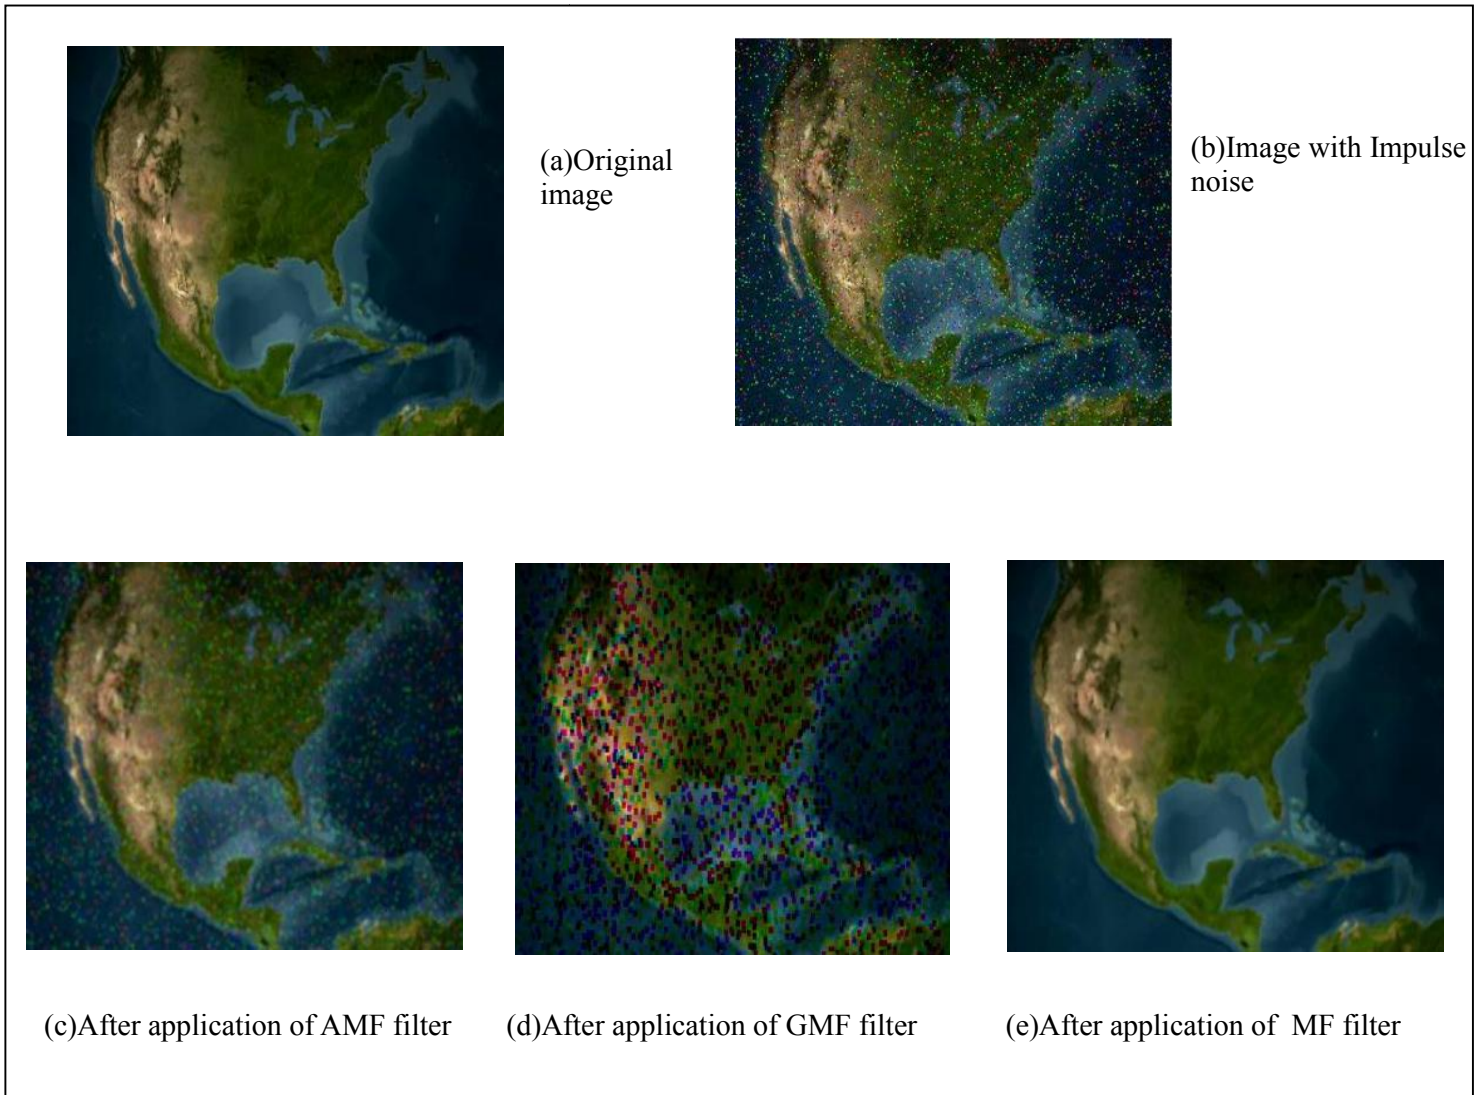 (a)Original
image
(b)Image with Impulse
noise
(c)After application of AMF filter
(d)After application of GMF filter
(e)After application of  MF filter